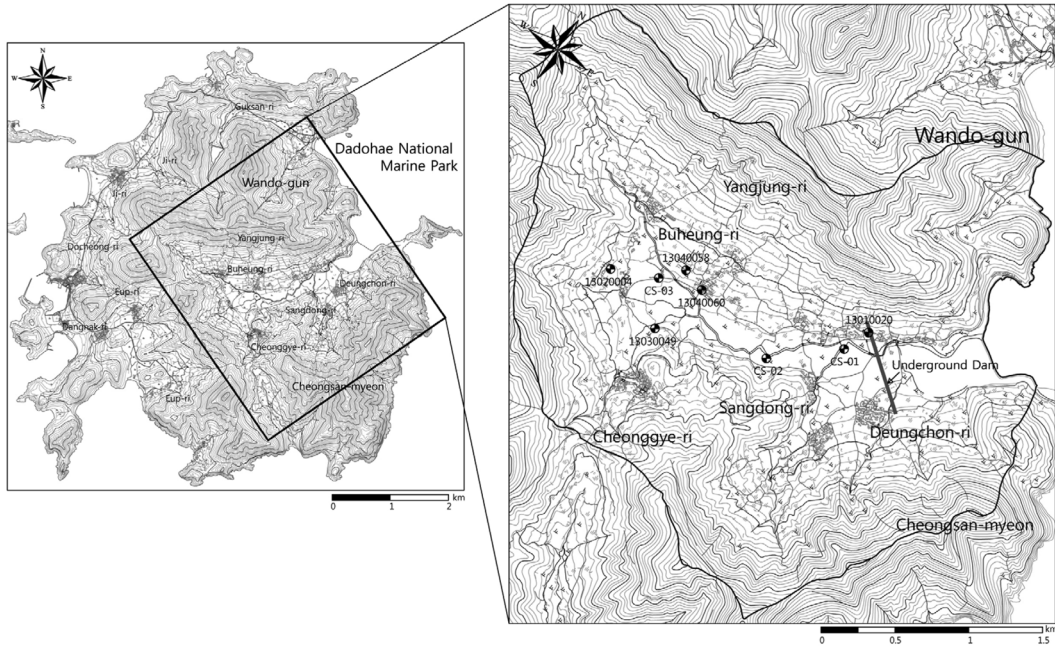 N
W
E
S
Guksan-ri
Dadohae National
Marine Park
Ji-ri
Wando-gun
Ji-ri
Docheong-ri
Yangjung-ri
Buheung-ri
Deungchon-ri
Eup-ri
Sangdong-ri
Dangnak-ri
Cheonggye-ri
Cheongsan-myeon
Eup-ri
km
0 1 2
N
W
E
S
Wando-gun
Yangjung-ri
Buheung-ri
13040058
13020004
CS-03
13040060
13010020
13030049
CS-01
CS-02
Underground Dam
Sangdong-ri
Deungchon-ri
Cheonggye-ri
Cheongsan-myeon
km
0 0.5 1 1.5